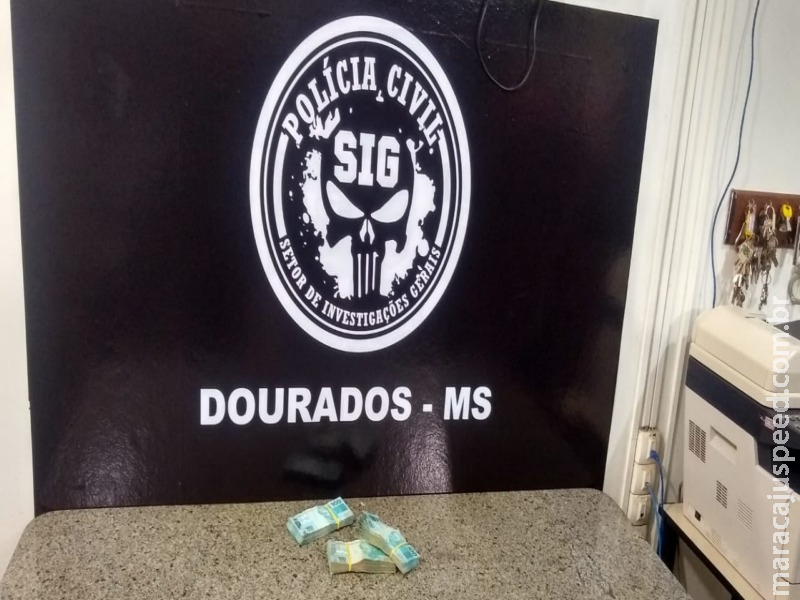 POLÍCIA CIVIL
SIG
SETOR DE INVESTIGAÇÕES GERAIS
DOURADOS - MS
maracajuspeed.com.br